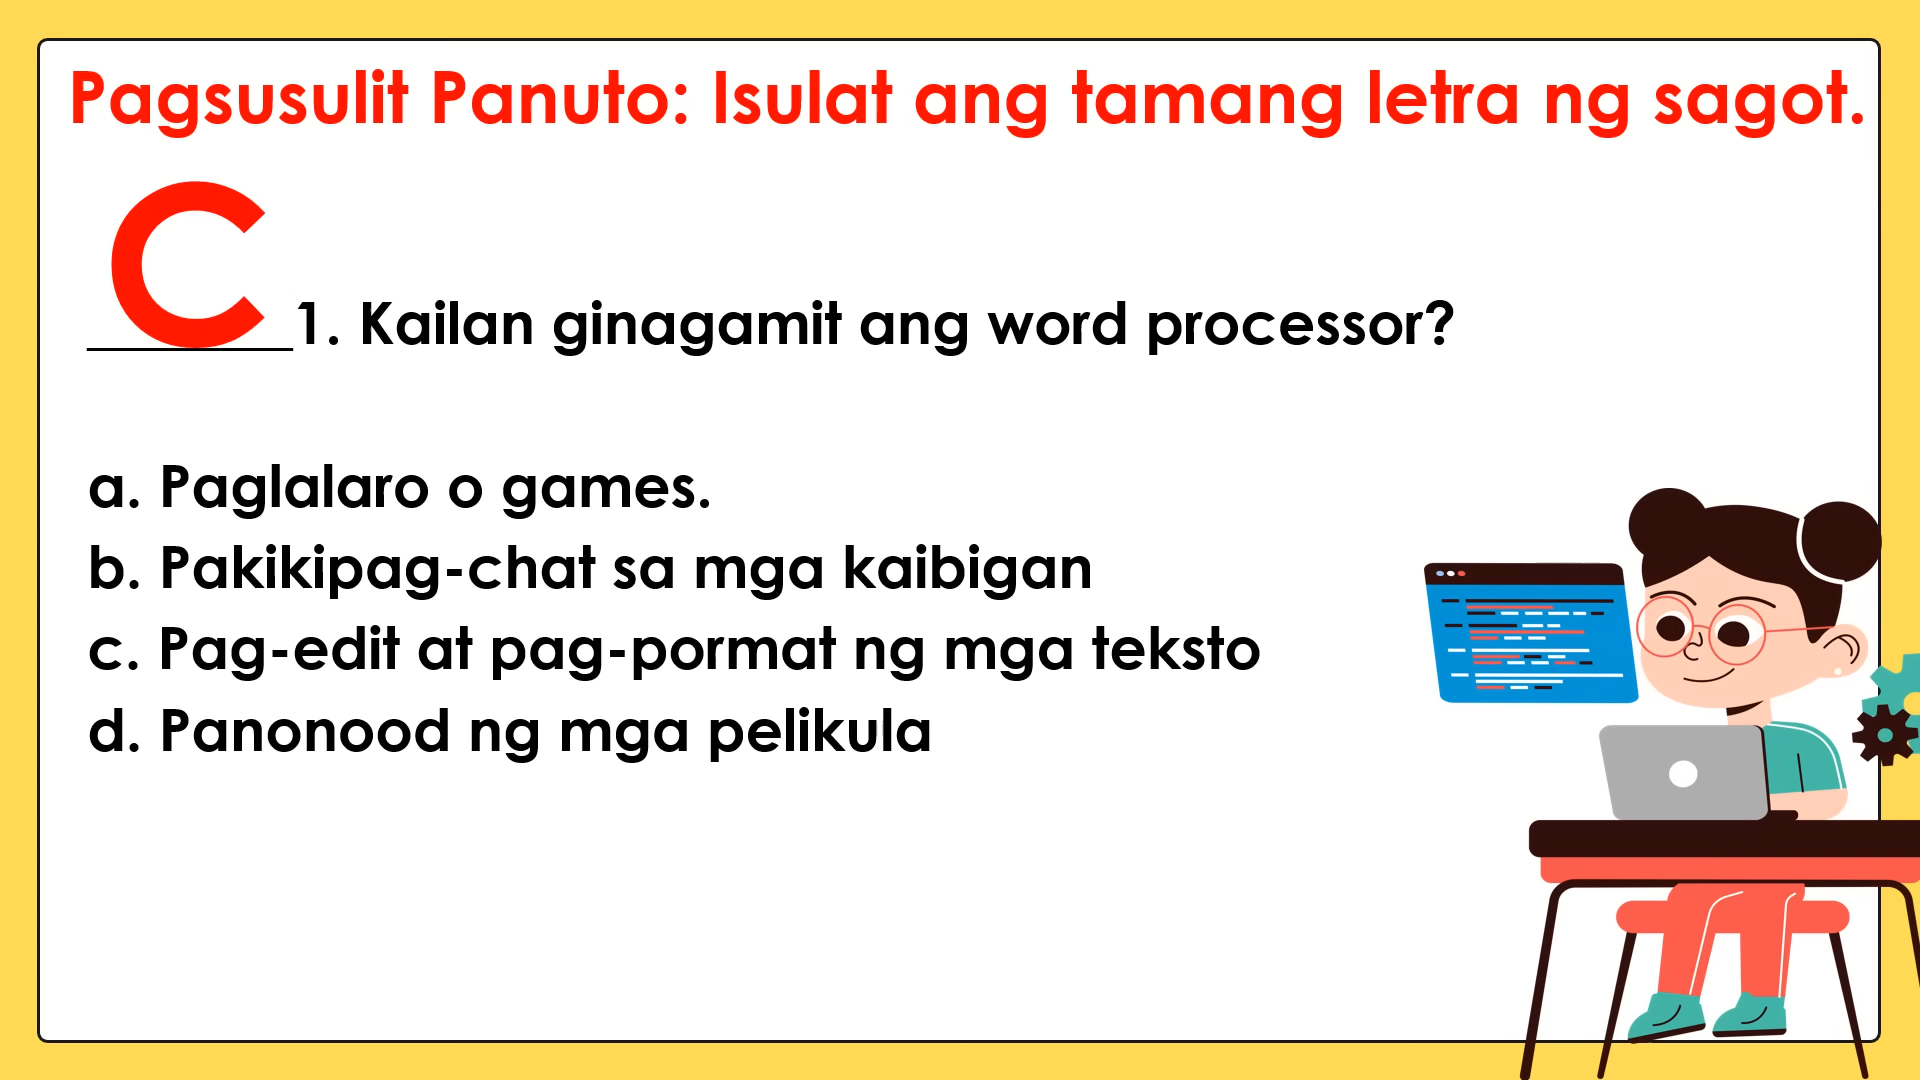 Pagsusulit Panuto: Isulat ang tamang letra ng sagot.
C
_______1. Kailan ginagamit ang word processor?
a. Paglalaro o games.
b. Pakikipag-chat sa mga kaibigan
c. Pag-edit at pag-pormat ng mga teksto
d. Panonood ng mga pelikula